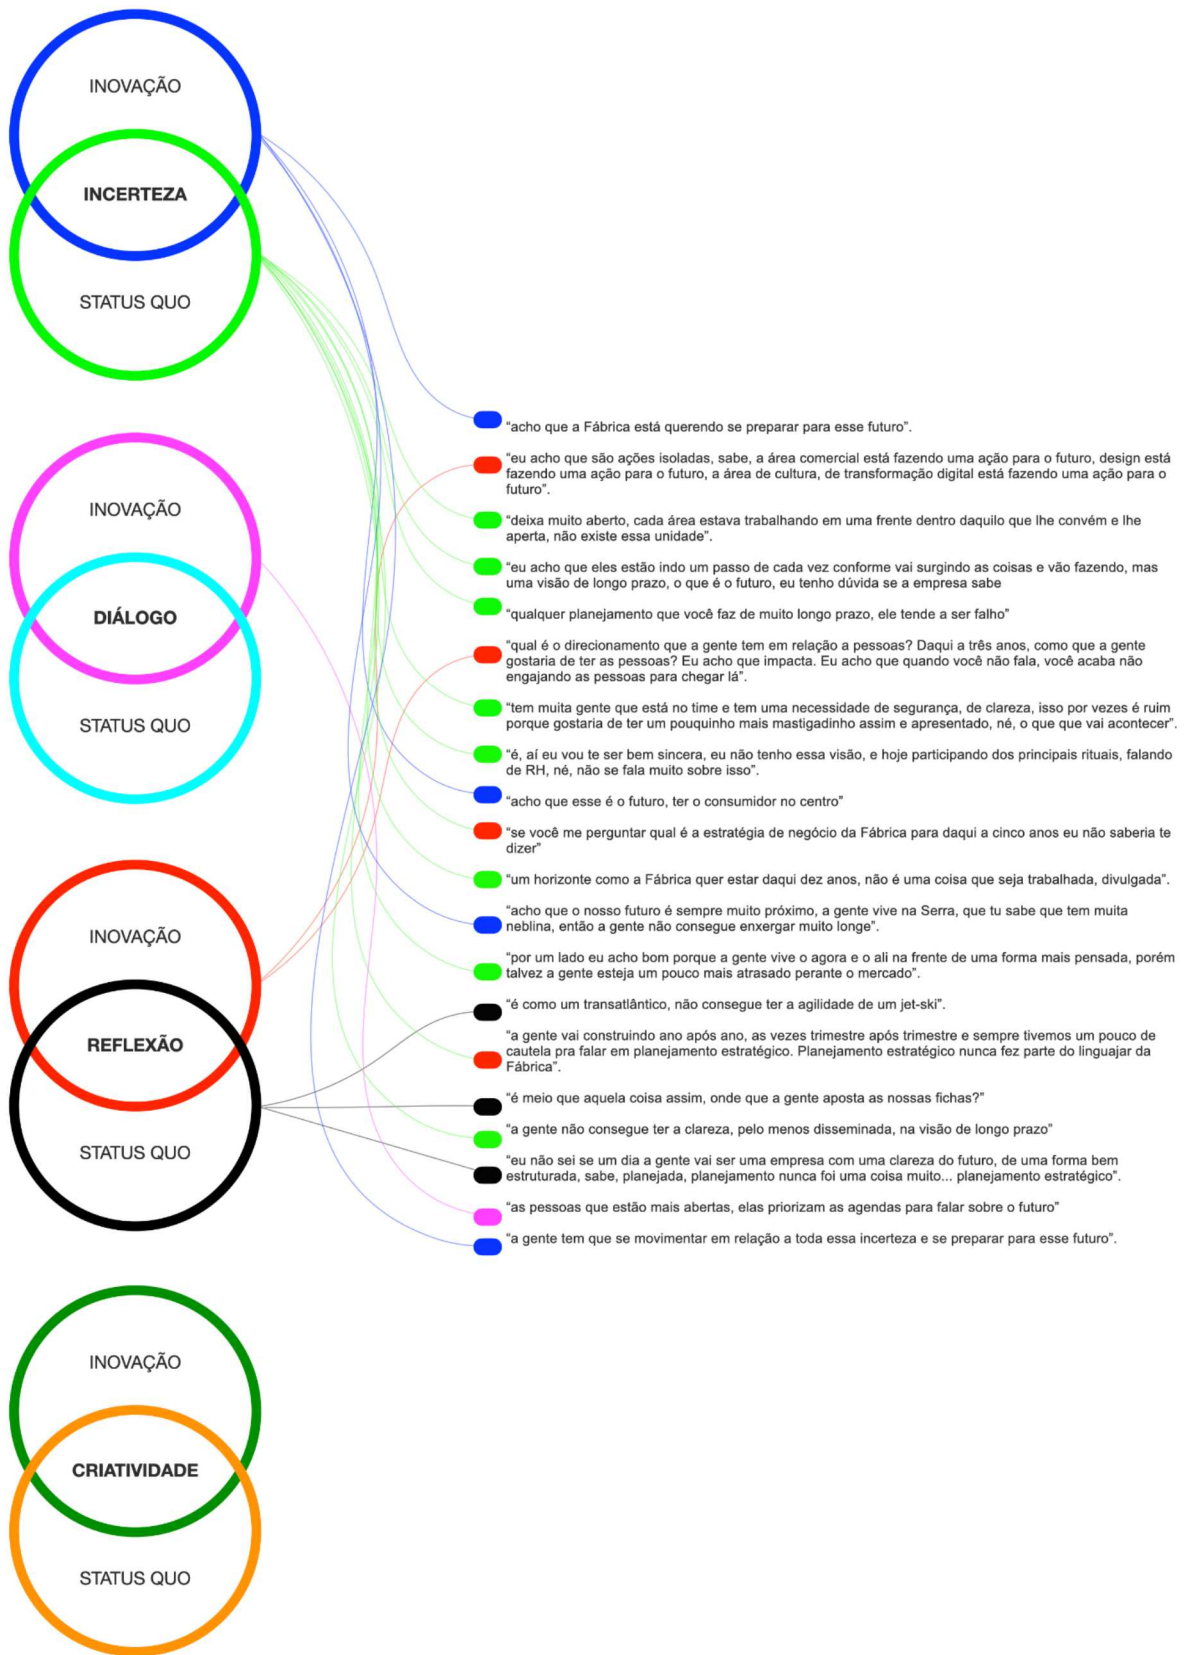 INOVAÇÃO
INCERTEZA
STATUS QUO
INOVAÇÃO
DIÁLOGO
STATUS QUO
INOVAÇÃO
REFLEXÃO
STATUS QUO
INOVAÇÃO
CRIATIVIDADE
STATUS QUO
“acho que a Fábrica está querendo se preparar para esse futuro”.
“eu acho que são ações isoladas, sabe, a área comercial está fazendo uma ação para o futuro, design está
fazendo uma ação para o futuro, a área de cultura, de transformação digital está fazendo uma ação para o
futuro”.
“deixa muito aberto, cada área estava trabalhando em uma frente dentro daquilo que lhe convém e lhe
aperta, não existe essa unidade”.
“eu acho que eles estão indo um passo de cada vez conforme vai surgindo as coisas e vão fazendo, mas
uma visão de longo prazo, o que é o futuro, eu tenho dúvida se a empresa sabe
“qualquer planejamento que você faz de muito longo prazo, ele tende a ser falho”
“qual é o direcionamento que a gente tem em relação a pessoas? Daqui a três anos, como que a gente
gostaria de ter as pessoas? Eu acho que impacta. Eu acho que quando você não fala, você acaba não
engajando as pessoas para chegar lá”.
“tem muita gente que está no time e tem uma necessidade de segurança, de clareza, isso por vezes é ruim
porque gostaria de ter um pouquinho mais mastigadinho assim e apresentado, né, o que que vai acontecer”.
“é, aí eu vou te ser bem sincera, eu não tenho essa visão, e hoje participando dos principais rituais, falando
de RH, né, não se fala muito sobre isso”.
“acho que esse é o futuro, ter o consumidor no centro”
“se você me perguntar qual é a estratégia de negócio da Fábrica para daqui a cinco anos eu não saberia te
dizer”
“um horizonte como a Fábrica quer estar daqui dez anos, não é uma coisa que seja trabalhada, divulgada”.
“acho que o nosso futuro é sempre muito próximo, a gente vive na Serra, que tu sabe que tem muita
neblina, então a gente não consegue enxergar muito longe”.
“por um lado eu acho bom porque a gente vive o agora e o ali na frente de uma forma mais pensada, porém
talvez a gente esteja um pouco mais atrasado perante o mercado”.
“é como um transatlântico, não consegue ter a agilidade de um jet-ski”.
“a gente vai construindo ano após ano, as vezes trimestre após trimestre e sempre tivemos um pouco de
cautela pra falar em planejamento estratégico. Planejamento estratégico nunca fez parte do linguajar da
Fábrica”.
“é meio que aquela coisa assim, onde que a gente aposta as nossas fichas?”
“a gente não consegue ter a clareza, pelo menos disseminada, na visão de longo prazo”
“eu não sei se um dia a gente vai ser uma empresa com uma clareza do futuro, de uma forma bem
estruturada, sabe, planejada, planejamento nunca foi uma coisa muito... planejamento estratégico”.
“as pessoas que estão mais abertas, elas priorizam as agendas para falar sobre o futuro”
“a gente tem que se movimentar em relação a toda essa incerteza e se preparar para esse futuro”.